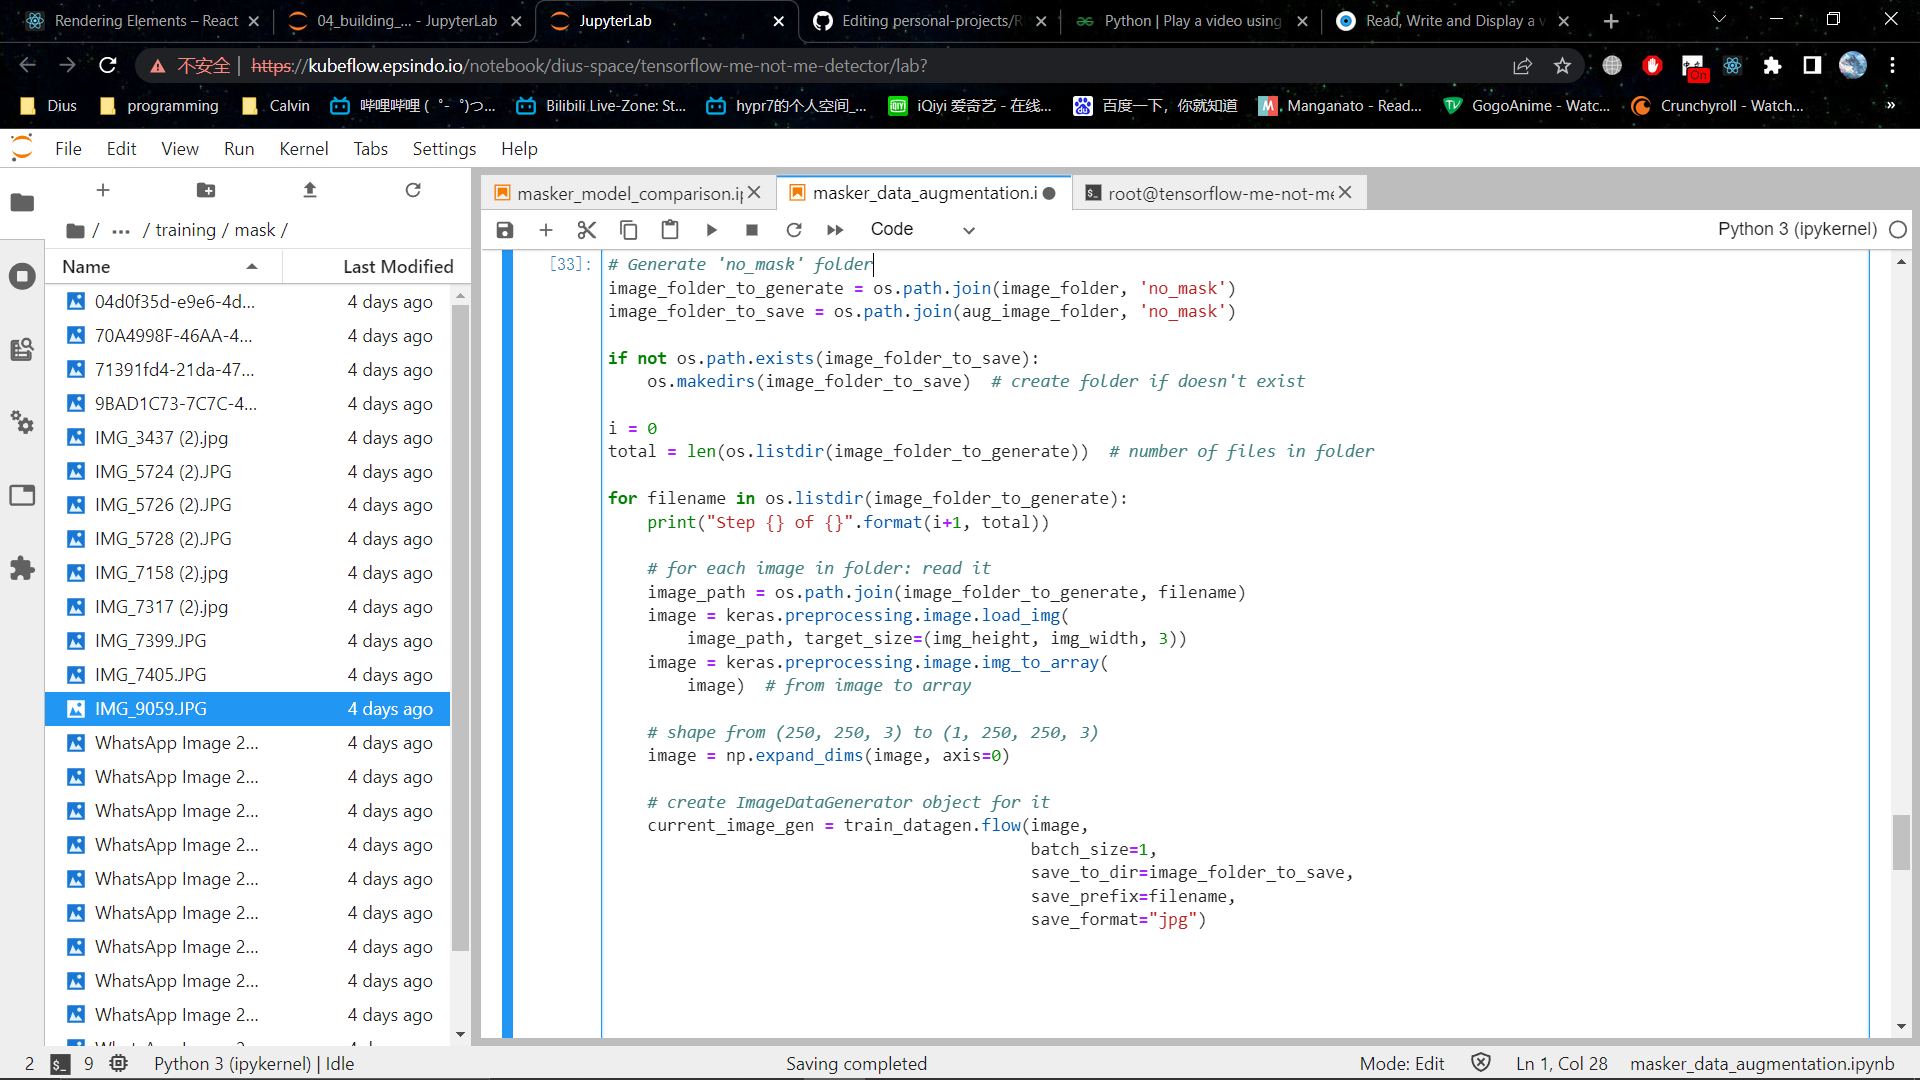 Rendering Elements – React
04_building_... - JupyterLab
JupyterLab
Editing personal-projects/R
Python | Play a video using
Read, Write and Display a v
不安全 | https://kubeflow.epsindo.io/notebook/dius-space/tensorflow-me-not-me-detector/lab?
On
Dius
programming
Calvin
哔哩哔哩 (゜-゜)つ...
Bilibili Live-Zone: St...
hypr7的个人空间_...
iQiyi 爱奇艺 - 在线...
百度一下，你就知道
Manganato - Read...
GogoAnime - Watc...
Crunchyroll - Watch...
»
File Edit View Run Kernel Tabs Settings Help
masker_model_comparison.ip
masker_data_augmentation.i
root@tensorflow-me-not-me
/ ... / training / mask /
Code
Python 3 (ipykernel)
Name Last Modified
04d0f35d-e9e6-4d... 4 days ago
70A4998F-46AA-4... 4 days ago
71391fd4-21da-47... 4 days ago
9BAD1C73-7C7C-4... 4 days ago
IMG_3437 (2).jpg 4 days ago
IMG_5724 (2).JPG 4 days ago
IMG_5726 (2).JPG 4 days ago
IMG_5728 (2).JPG 4 days ago
IMG_7158 (2).jpg 4 days ago
IMG_7317 (2).jpg 4 days ago
IMG_7399.JPG 4 days ago
IMG_7405.JPG 4 days ago
IMG_9059.JPG 4 days ago
WhatsApp Image 2... 4 days ago
WhatsApp Image 2... 4 days ago
WhatsApp Image 2... 4 days ago
WhatsApp Image 2... 4 days ago
WhatsApp Image 2... 4 days ago
WhatsApp Image 2... 4 days ago
WhatsApp Image 2... 4 days ago
WhatsApp Image 2... 4 days ago
WhatsApp Image 2... 4 days ago
[33]:
# Generate 'no_mask' folder
image_folder_to_generate = os.path.join(image_folder, 'no_mask')
image_folder_to_save = os.path.join(aug_image_folder, 'no_mask')
if not os.path.exists(image_folder_to_save):
    os.makedirs(image_folder_to_save)  # create folder if doesn't exist
i = 0
total = len(os.listdir(image_folder_to_generate))  # number of files in folder
for filename in os.listdir(image_folder_to_generate):
    print("Step {} of {}".format(i+1, total))
    # for each image in folder: read it
    image_path = os.path.join(image_folder_to_generate, filename)
    image = keras.preprocessing.image.load_img(
        image_path, target_size=(img_height, img_width, 3))
    image = keras.preprocessing.image.img_to_array(
        image)  # from image to array
    # shape from (250, 250, 3) to (1, 250, 250, 3)
    image = np.expand_dims(image, axis=0)
    # create ImageDataGenerator object for it
    current_image_gen = train_datagen.flow(image,
                                           batch_size=1,
                                           save_to_dir=image_folder_to_save,
                                           save_prefix=filename,
                                           save_format="jpg")
2 $_ 9 Python 3 (ipykernel) | Idle
Saving completed
Mode: Edit
Ln 1, Col 28
masker_data_augmentation.ipynb